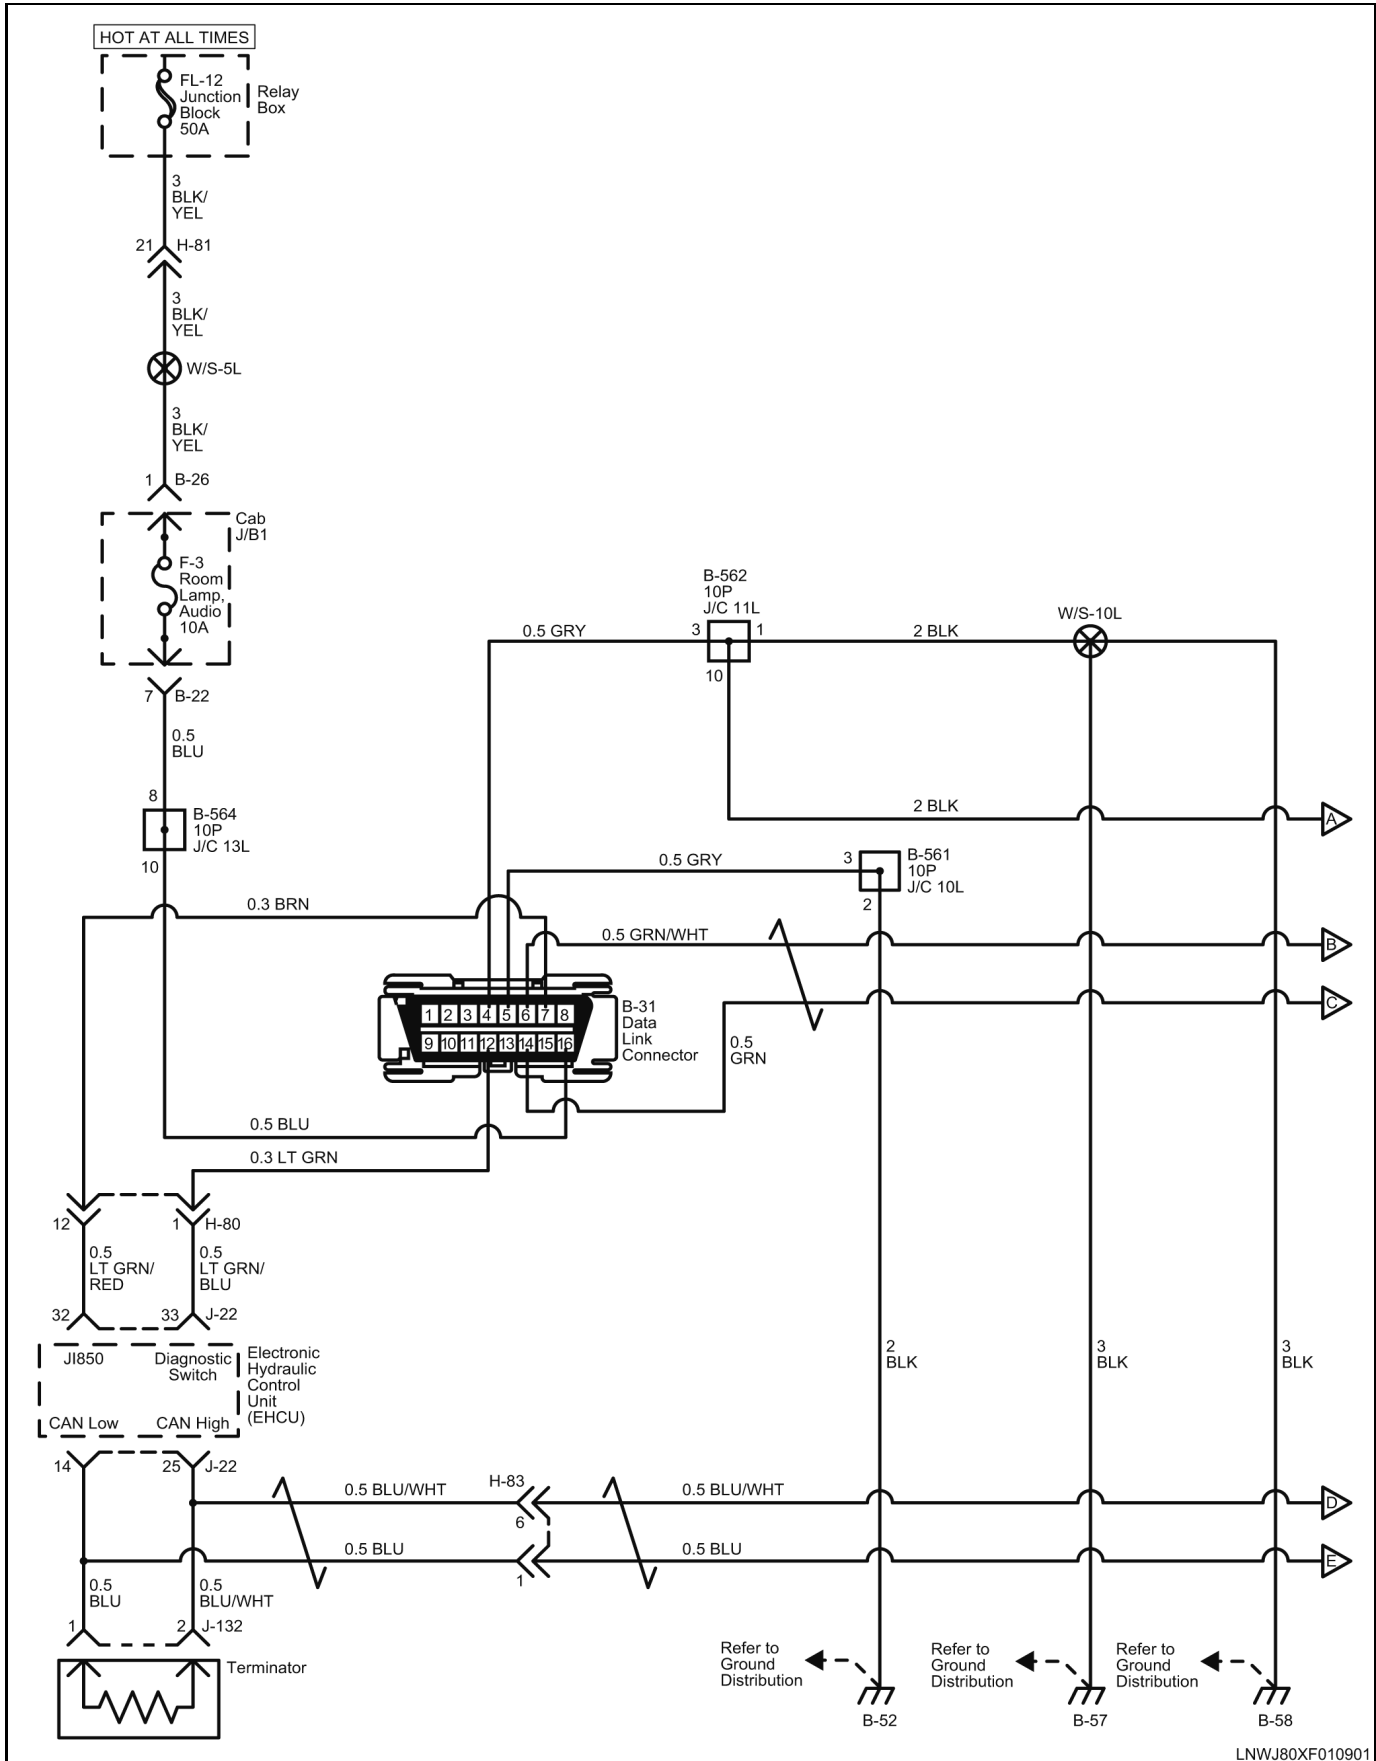 HOT AT ALL TIMES
FL-12
Junction
Block
50A
Relay
Box
3
BLK/
YEL
21
H-81
3
BLK/
YEL
W/S-5L
3
BLK/
YEL
1
B-26
Cab
J/B1
F-3
Room
Lamp,
Audio
10A
7
B-22
0.5
BLU
8
B-564
10P
J/C 13L
10
B-562
10P
J/C 11L
0.5 GRY
3
1
10
2 BLK
W/S-10L
2 BLK
A
0.5 GRY
3
B-561
10P
J/C 10L
2
0.3 BRN
0.5 GRN/WHT
B
C
1 2 3 4 5 6 7 8
9 10 11 12 13 14 15 16
B-31
Data
Link
Connector
0.5
GRN
0.5 BLU
0.3 LT GRN
12
1
H-80
0.5
LT GRN/
RED
0.5
LT GRN/
BLU
32
33
J-22
JI850
Diagnostic
Switch
Electronic
Hydraulic
Control
Unit
(EHCU)
CAN Low
CAN High
14
25
J-22
2
BLK
3
BLK
3
BLK
0.5 BLU/WHT
H-83
6
0.5 BLU/WHT
D
0.5 BLU
1
0.5 BLU
E
0.5
BLU
0.5
BLU/WHT
1
2
J-132
Terminator
Refer to
Ground
Distribution
B-52
Refer to
Ground
Distribution
B-57
Refer to
Ground
Distribution
B-58
LNWJ80XF010901